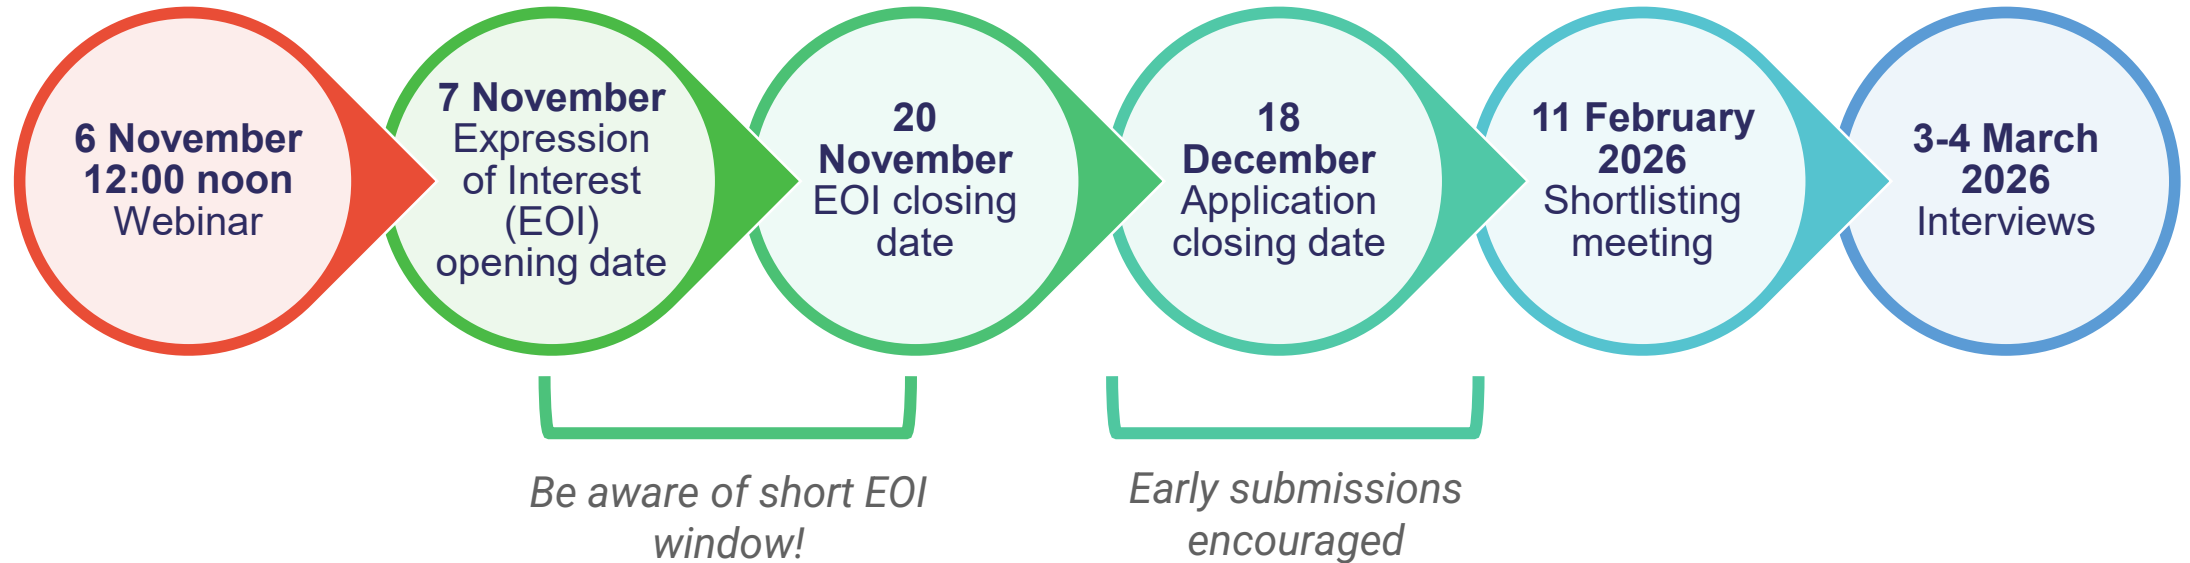 6 November
12:00 noon
Webinar
7 November
Expression
of Interest
(EOI)
opening date
20
November
EOI closing
date
18
December
Application
closing date
11 February
2026
Shortlisting
meeting
3-4 March
2026
Interviews
Be aware of short EOI
window!
Early submissions
encouraged